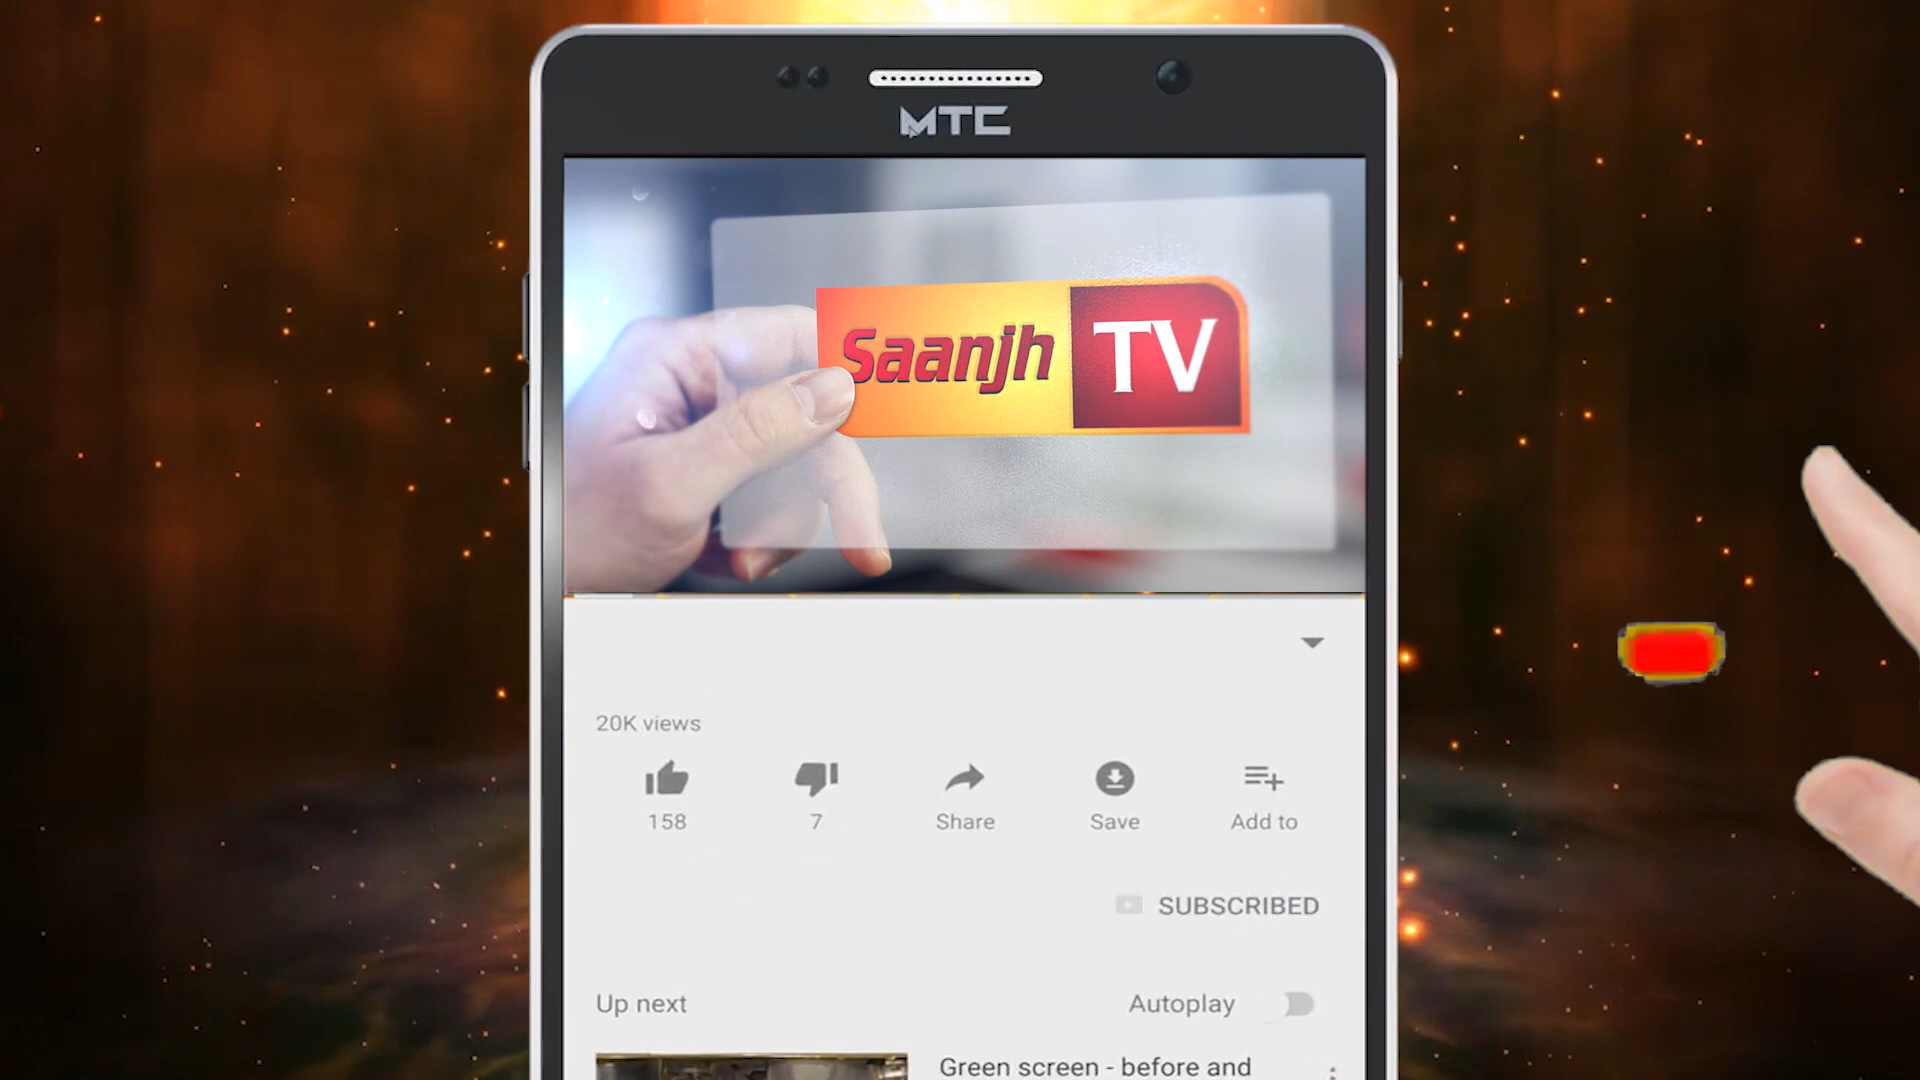 MTC
Saanjh TV
20K views
158
7
Share
Save
Add to
SUBSCRIBED
Up next
Autoplay
Green screen - before and